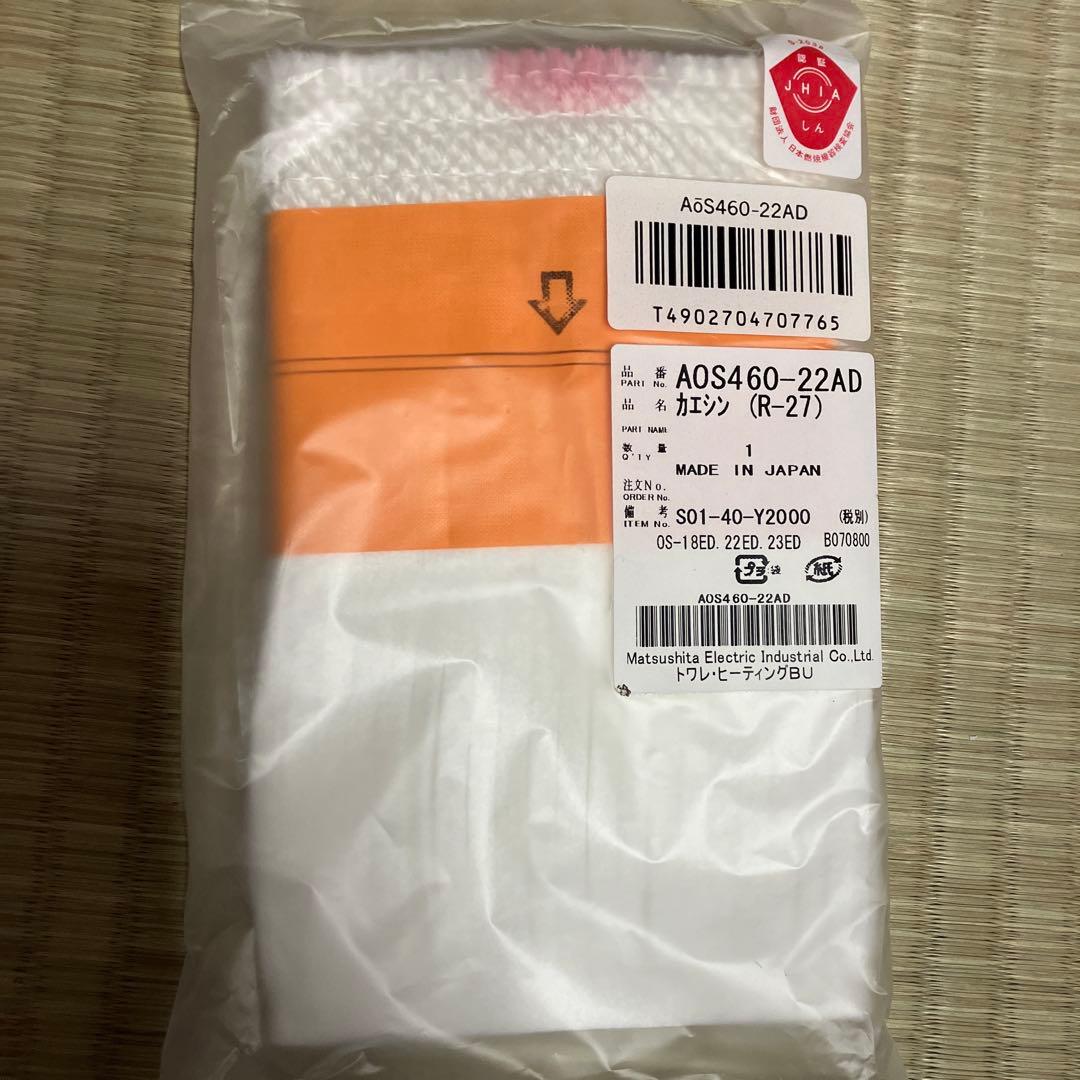 S-2038
認証
JHIA
しん
財団法人 日本燃焼機器検査協会
AōS460-22AD
T4902704707765
品番 PART No. AOS460-22AD
品名 カエシン (R-27)
PART NAME
数量 1
Q'TY MADE IN JAPAN
注文No.
ORDER No.
備考 ITEM No. S01-40-Y2000 (税別)
OS-18ED. 22ED. 23ED B070800
プラ 袋 紙
AOS460-22AD
Matsushita Electric Industrial Co.,Ltd.
トワレ・ヒーティングBU